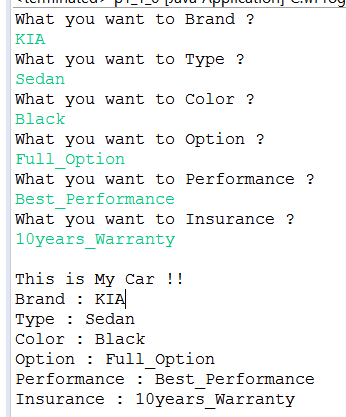 What you want to Brand ?
KIA
What you want to Type ?
Sedan
What you want to Color ?
Black
What you want to Option ?
Full_Option
What you want to Performance ?
Best_Performance
What you want to Insurance ?
10years_Warranty
This is My Car !!
Brand : KIA
Type : Sedan
Color : Black
Option : Full_Option
Performance : Best_Performance
Insurance : 10years_Warranty